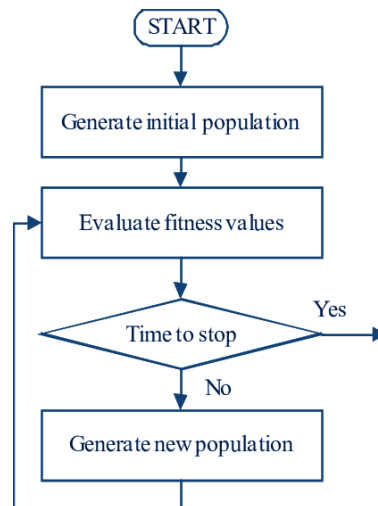 START
Generate initial population
Evaluate fitness values
Time to stop
Yes
No
Generate new population